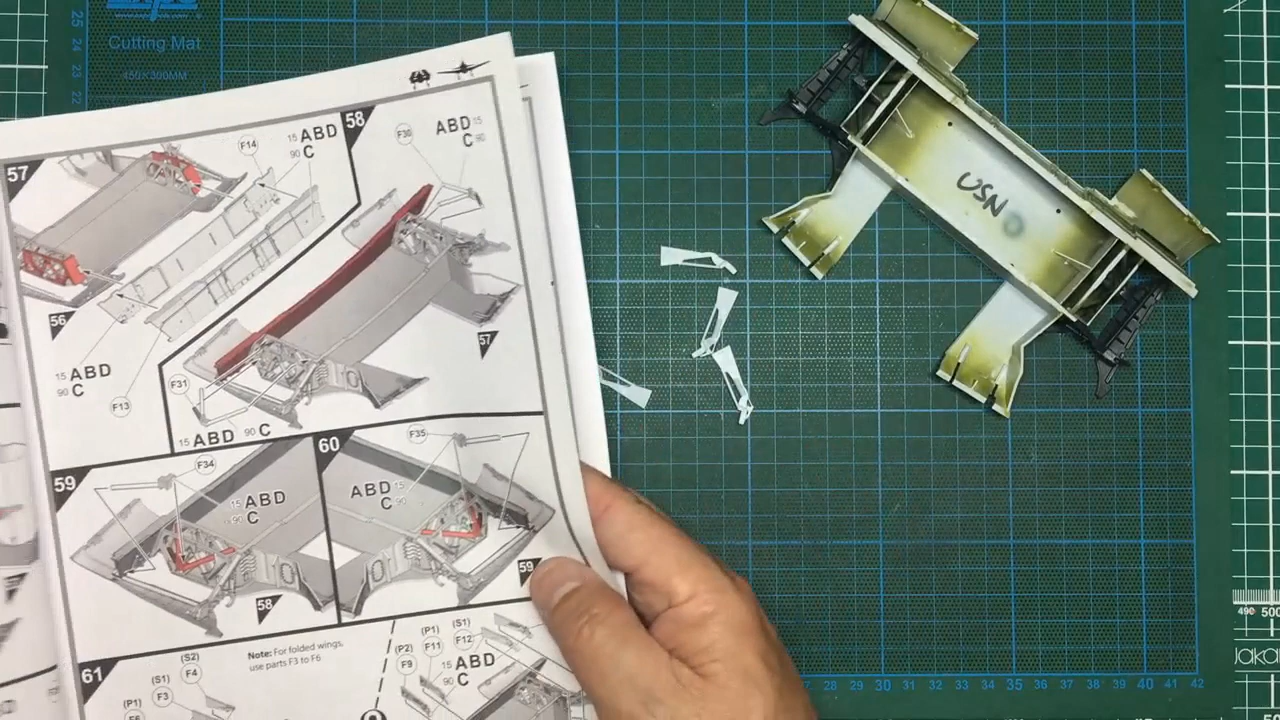 Cutting Mat
450×300MM
25
24
23
22
57
F14
15 ABD
90 C
58
F30
ABD 15
C 90
56
15 ABD
90 C
F13
57
F31
15 ABD 90 C
59
F34
15 ABD
90 C
58
60
F35
ABD 15
C 90
59
61
Note: For folded wings,
use parts F3 to F6
(S2)
F4
(S1)
F3
(P1)
(P2)
F9
(P1)
F11
(S1)
F12
15 ABD
90 C
USN
28 29 30 31 32 33 34 35 36 37 38 39 40 41 42
490 500